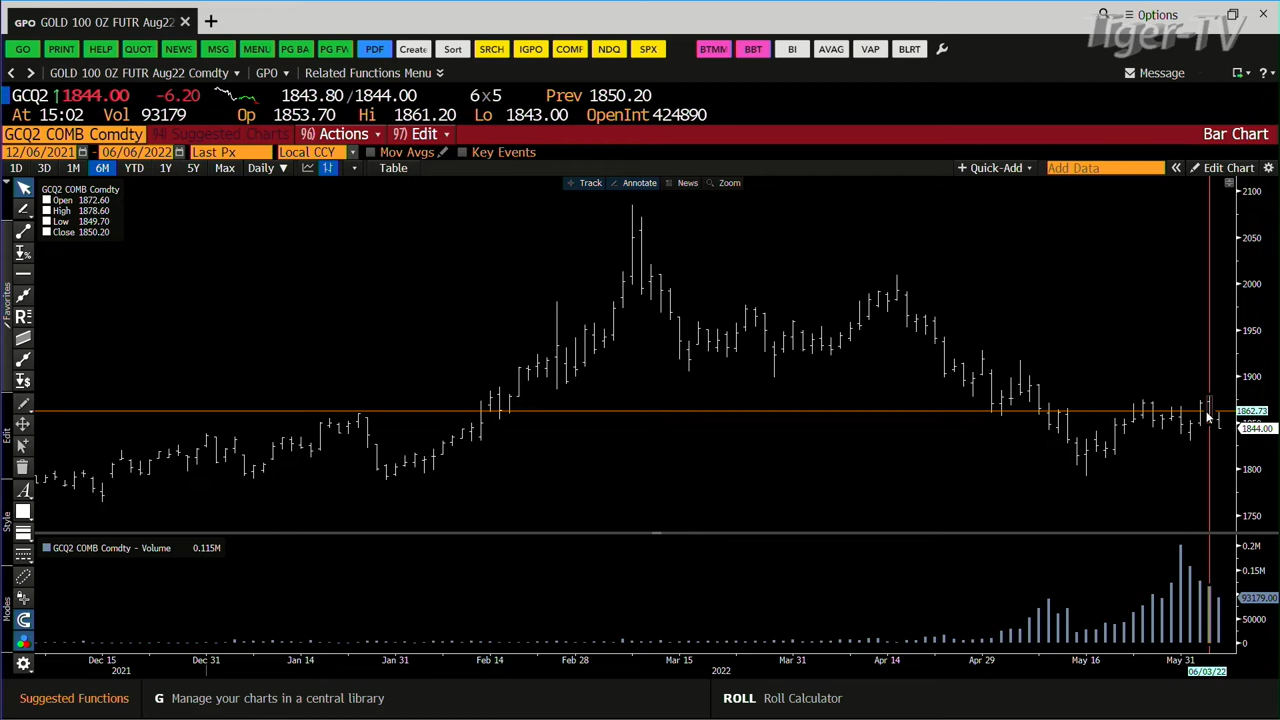 GPO GOLD 100 OZ FUTR Aug22
Options
Tiger-TV
GO PRINT HELP QUOT NEWS MSG MENU PG BA PG FW PDF Create Sort SRCH IGPO COMF NDQ SPX BTMM BBT BI AVAG VAP BLRT
GOLD 100 OZ FUTR Aug22 Comdty GPO Related Functions Menu Message ?
GCQ2 ↑1844.00 -6.20 1843.80/1844.00 6x5 Prev 1850.20
At 15:02 Vol 93179 Op 1853.70 Hi 1861.20 Lo 1843.00 OpenInt 424890
GCQ2 COMB Comdty 94) Suggested Charts 96) Actions 97) Edit Bar Chart
12/06/2021 - 06/06/2022 Last Px Local CCY Mov Avgs Key Events
1D 3D 1M 6M YTD 1Y 5Y Max Daily ▼ Table + Quick-Add Add Data Edit Chart
Track Annotate News Zoom
GCQ2 COMB Comdty
Open 1872.60
High 1878.60
Low 1849.70
Close 1850.20
2100
2050
2000
1950
1900
1862.73
1844.00
1800
1750
Favorites
Edit
Style
Modes
GCQ2 COMB Comdty - Volume 0.115M
0.2M
0.15M
93179.00
50000
0
Dec 15 Dec 31 Jan 14 Jan 31 Feb 14 Feb 28 Mar 15 Mar 31 Apr 14 Apr 29 May 16 May 31
2021 2022 06/03/22
Suggested Functions G Manage your charts in a central library ROLL Roll Calculator